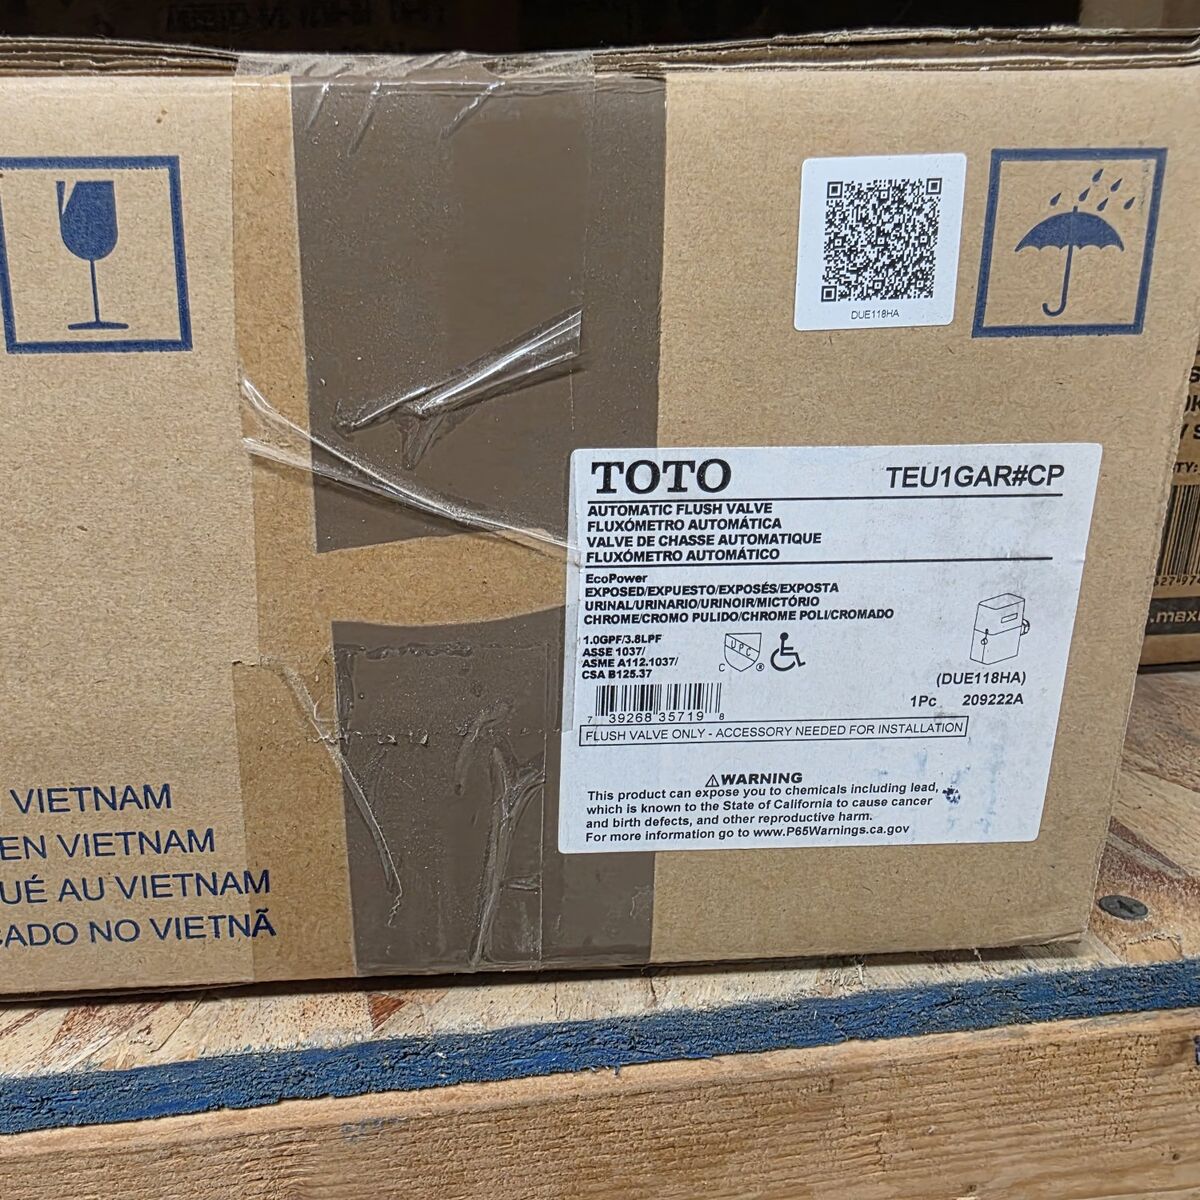 DUE118HA
TOTO TEU1GAR#CP
AUTOMATIC FLUSH VALVE
FLUXÓMETRO AUTOMÁTICA
VALVE DE CHASSE AUTOMATIQUE
FLUXÓMETRO AUTOMÁTICO
EcoPower
EXPOSED/EXPUESTO/EXPOSÉS/EXPOSTA
URINAL/URINARIO/URINOIR/MICTÓRIO
CHROME/CROMO PULIDO/CHROME POLI/CROMADO
1.0GPF/3.8LPF
ASSE 1037/
ASME A112.1037/
CSA B125.37
C UPC ®
(DUE118HA)
1Pc 209222A
7 39268 35719 8
FLUSH VALVE ONLY - ACCESSORY NEEDED FOR INSTALLATION
⚠WARNING
This product can expose you to chemicals including lead,
which is known to the State of California to cause cancer
and birth defects, and other reproductive harm.
For more information go to www.P65Warnings.ca.gov
VIETNAM
EN VIETNAM
UÉ AU VIETNAM
CADO NO VIETNÃ
TY:
.maxi